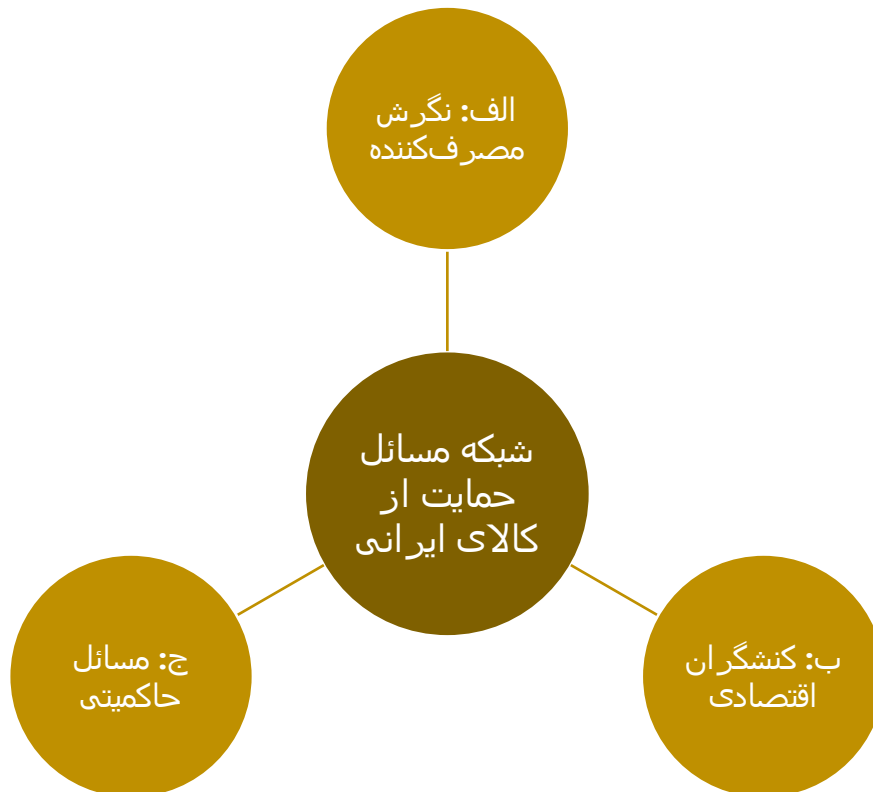 الف: نگرش
مصرف‌کننده
شبکه مسائل
حمایت از
کالای ایرانی
ب: کنشگران
اقتصادی
ج: مسائل
حاکمیتی